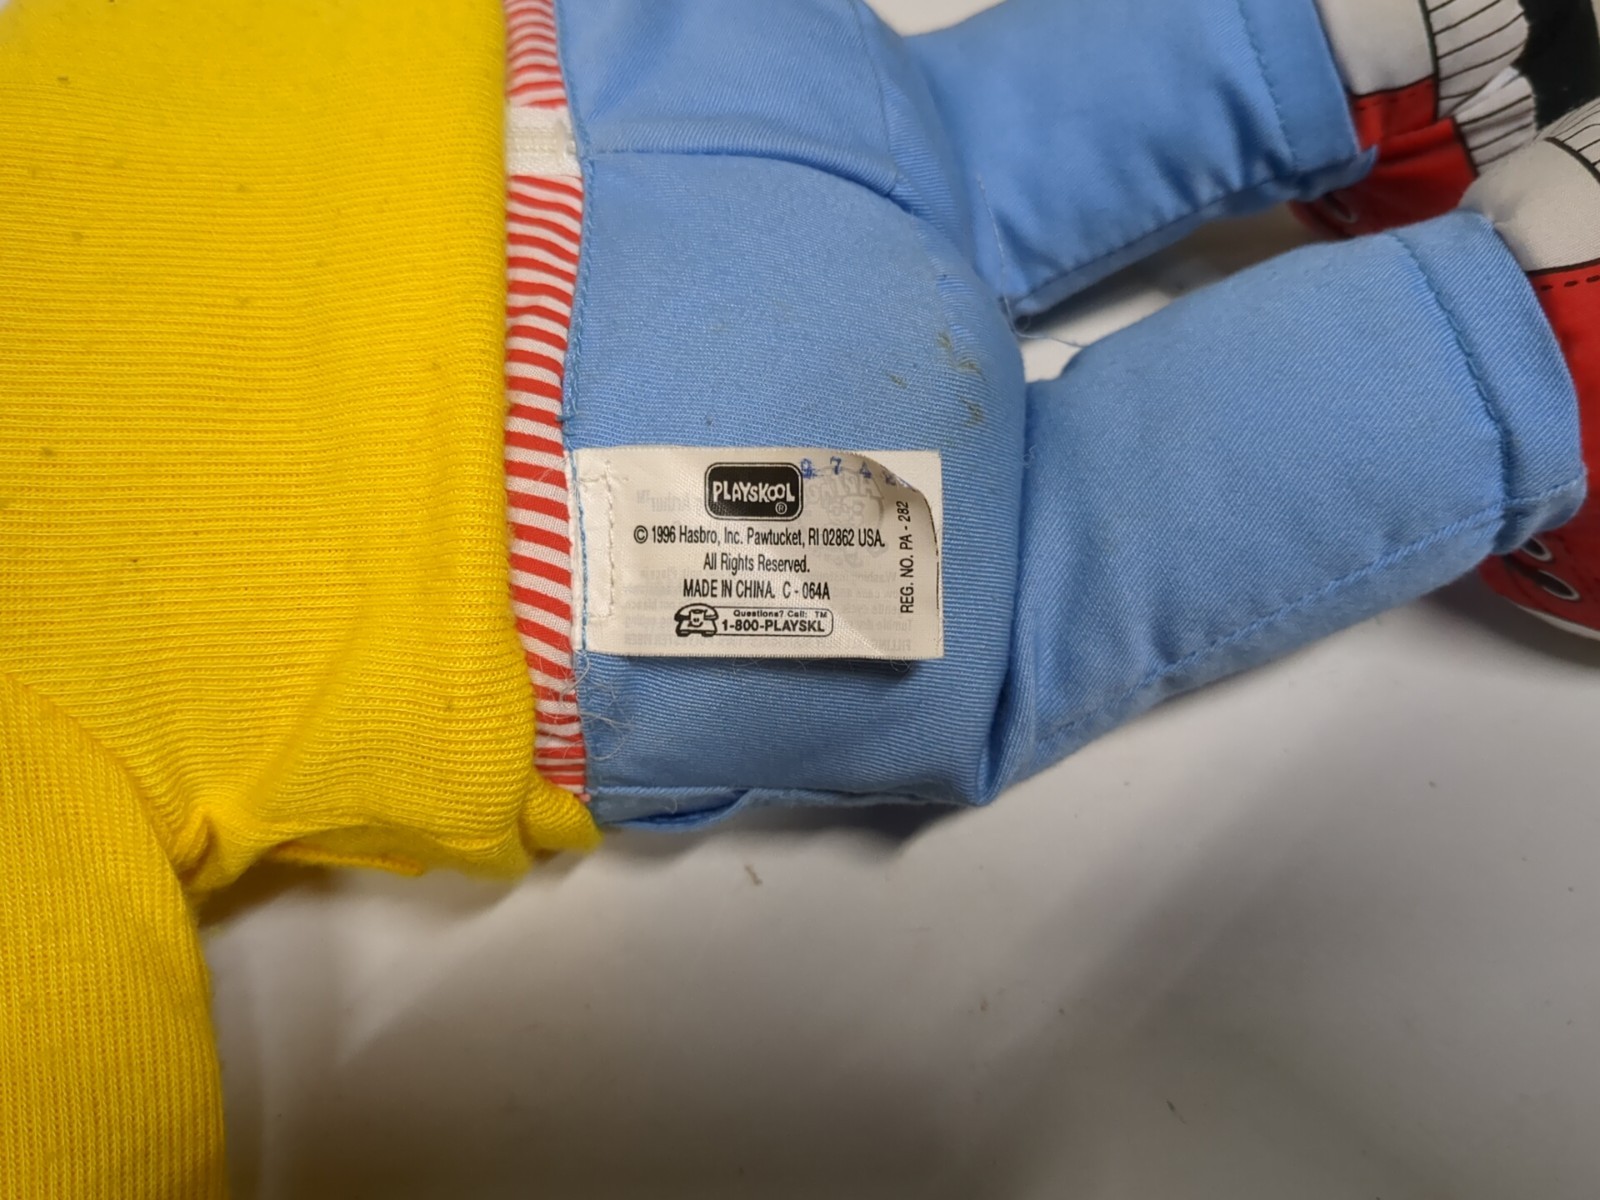 PLAYSKOOL ®
© 1996 Hasbro, Inc. Pawtucket, RI 02862 USA.
All Rights Reserved.
MADE IN CHINA. C - 064A
Questions? Call: TM
1-800-PLAYSKL
REG. NO. PA - 282